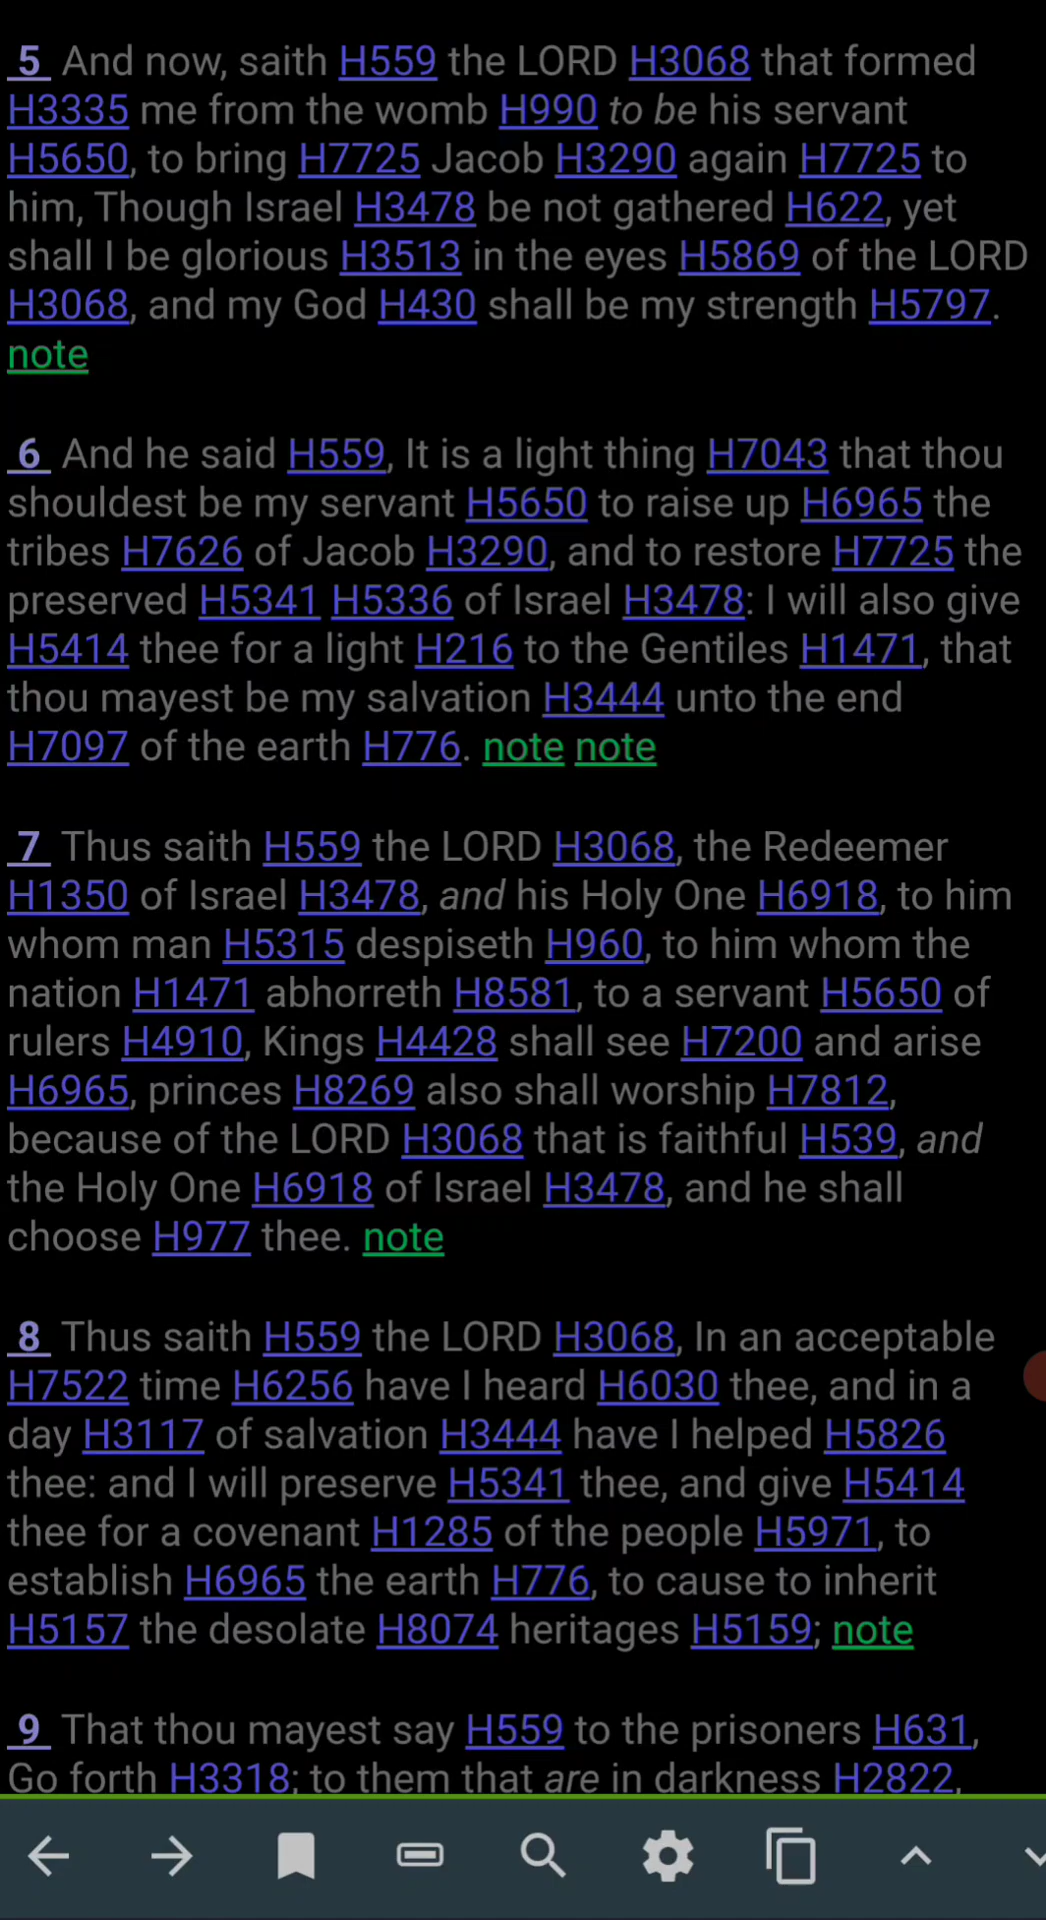 5 And now, saith H559 the LORD H3068 that formed
H3335 me from the womb H990 to be his servant
H5650, to bring H7725 Jacob H3290 again H7725 to
him, Though Israel H3478 be not gathered H622, yet
shall I be glorious H3513 in the eyes H5869 of the LORD
H3068, and my God H430 shall be my strength H5797.
note
6 And he said H559, It is a light thing H7043 that thou
shouldest be my servant H5650 to raise up H6965 the
tribes H7626 of Jacob H3290, and to restore H7725 the
preserved H5341 H5336 of Israel H3478: I will also give
H5414 thee for a light H216 to the Gentiles H1471, that
thou mayest be my salvation H3444 unto the end
H7097 of the earth H776. note note
7 Thus saith H559 the LORD H3068, the Redeemer
H1350 of Israel H3478, and his Holy One H6918, to him
whom man H5315 despiseth H960, to him whom the
nation H1471 abhorreth H8581, to a servant H5650 of
rulers H4910, Kings H4428 shall see H7200 and arise
H6965, princes H8269 also shall worship H7812,
because of the LORD H3068 that is faithful H539, and
the Holy One H6918 of Israel H3478, and he shall
choose H977 thee. note
8 Thus saith H559 the LORD H3068, In an acceptable
H7522 time H6256 have I heard H6030 thee, and in a
day H3117 of salvation H3444 have I helped H5826
thee: and I will preserve H5341 thee, and give H5414
thee for a covenant H1285 of the people H5971, to
establish H6965 the earth H776, to cause to inherit
H5157 the desolate H8074 heritages H5159; note
9 That thou mayest say H559 to the prisoners H631,
Go forth H3318; to them that are in darkness H2822,